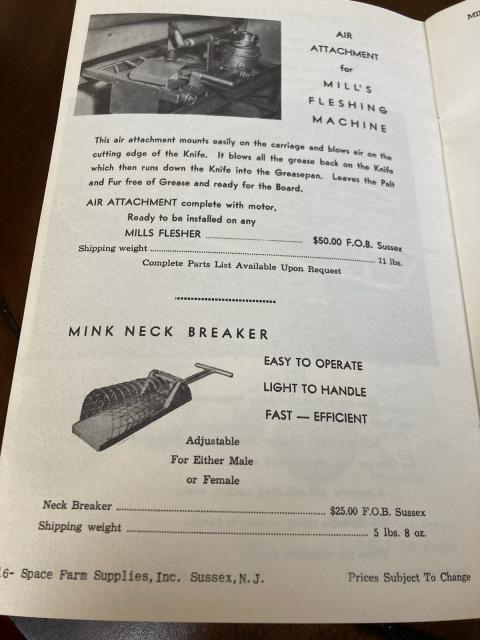 AIR
ATTACHMENT
for
MILL'S
FLESHING
MACHINE
This air attachment mounts easily on the carriage and blows air on the
cutting edge of the Knife. It blows all the grease back on the Knife
which then runs down the Knife into the Greasepan. Leaves the Pelt
and Fur free of Grease and ready for the Board.
AIR ATTACHMENT complete with motor,
Ready to be installed on any
MILLS FLESHER ........................ $50.00 F.O.B. Sussex
Shipping weight ........................ 11 lbs.
Complete Parts List Available Upon Request
MINK NECK BREAKER
EASY TO OPERATE
LIGHT TO HANDLE
FAST — EFFICIENT
Adjustable
For Either Male
or Female
Neck Breaker ........................ $25.00 F.O.B. Sussex
Shipping weight ........................ 5 lbs. 8 oz.
6- Space Farm Supplies, Inc. Sussex, N.J. Prices Subject To Change